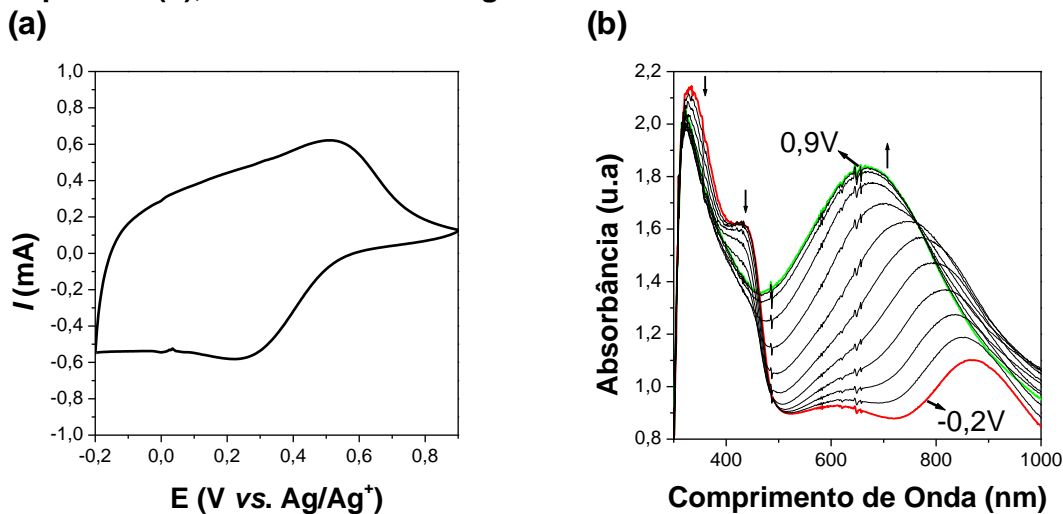 (a)
(b)
1,0
0,8
0,6
0,4
0,2
0,0
-0,2
-0,4
-0,6
-0,8
-1,0
I (mA)
-0,2 0,0 0,2 0,4 0,6 0,8
E (V vs. Ag/Ag⁺)
2,2
2,0
1,8
1,6
1,4
1,2
1,0
0,8
Absorbância (u.a)
0,9V
-0,2V
400 600 800 1000
Comprimento de Onda (nm)